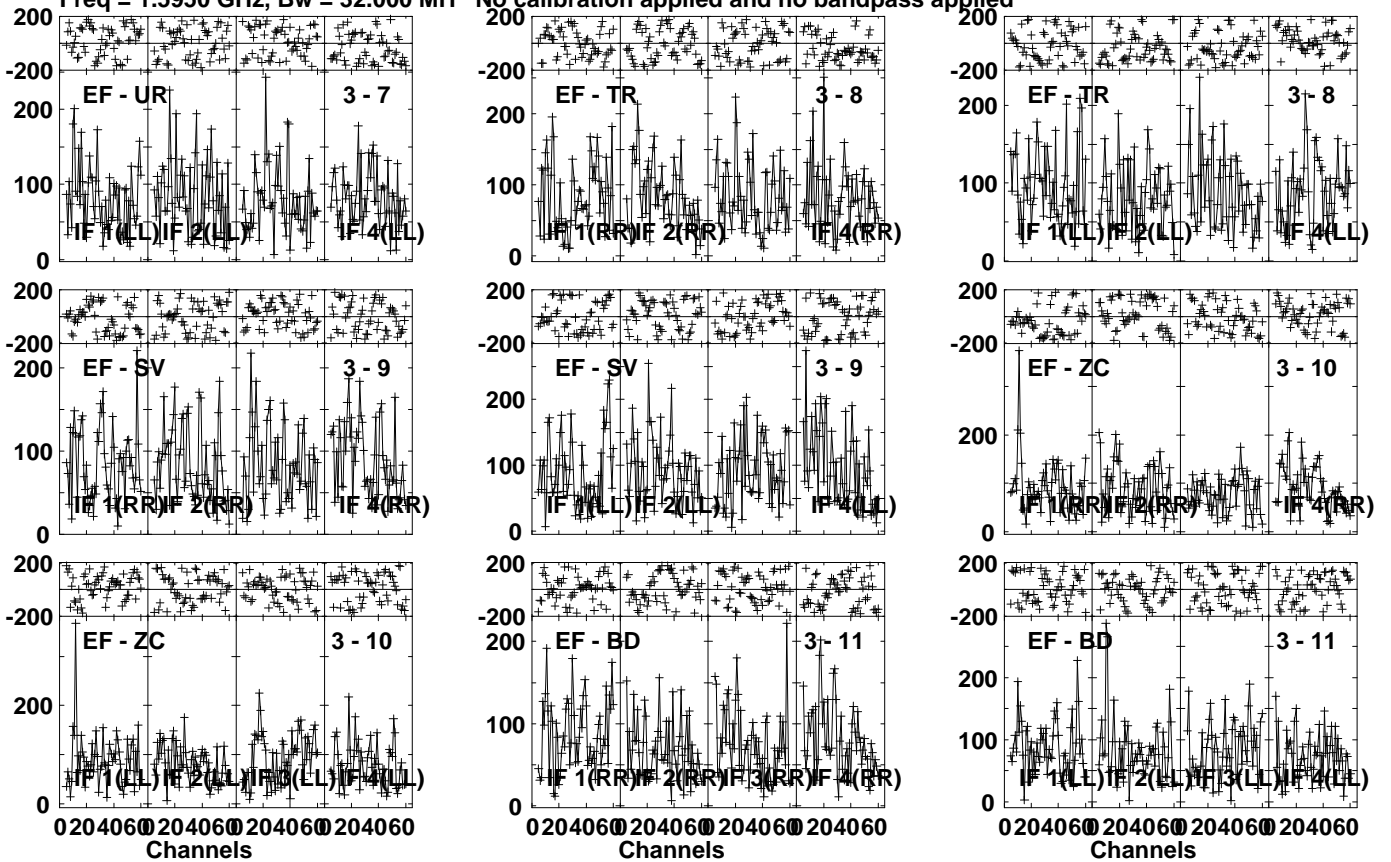 Freq = 1.5950 GHz, Bw = 32.000 MH No calibration applied and no bandpass applied
-200 -200 -200
EF - UR 3 - 7 EF - TR 3 - 8 EF - TR 3 - 8
200 200 200
100 100 100
IF 1(LL) IF 2(LL) IF 4(LL) IF 1(RR) IF 2(RR) IF 4(RR) IF 1(LL) IF 2(LL) IF 4(LL)
0 0 0
200 200 200
-200 -200 -200
EF - SV 3 - 9 EF - SV 3 - 9 EF - ZC 3 - 10
200 200 200
100 100
IF 1(RR) IF 2(RR) IF 4(RR) IF 1(LL) IF 2(LL) IF 4(LL) IF 1(RR) IF 2(RR) IF 4(RR)
0 0 0
200 200 200
-200 -200 -200
EF - ZC 3 - 10 EF - BD 3 - 11 EF - BD 3 - 11
200 200 200
100 100
IF 1(LL) IF 2(LL) IF 3(LL) IF 4(LL) IF 1(RR) IF 2(RR) IF 3(RR) IF 4(RR) IF 1(LL) IF 2(LL) IF 3(LL) IF 4(LL)
0 0 0
0 20 40 60 0 20 40 60 0 20 40 60 0 20 40 60 0 20 40 60 0 20 40 60 0 20 40 60 0 20 40 60 0 20 40 60 0 20 40 60 0 20 40 60 0 20 40 60
Channels Channels Channels